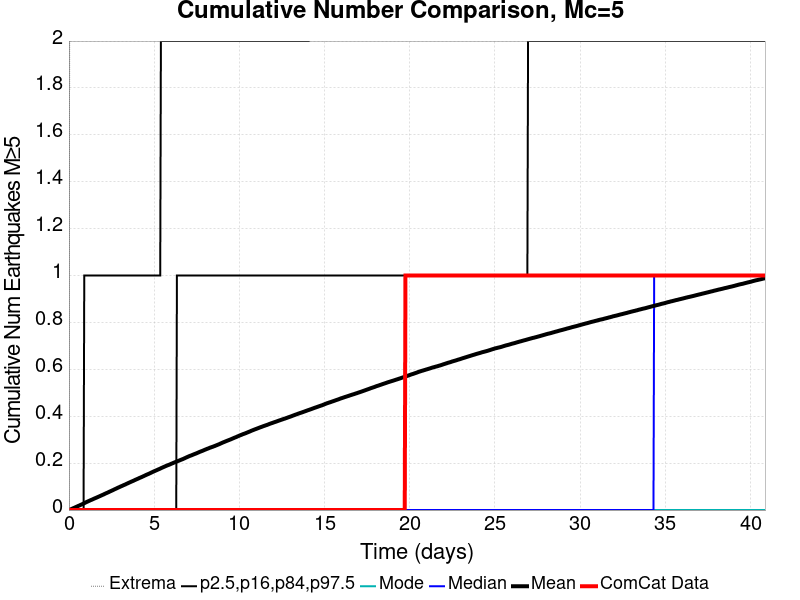 Cumulative Number Comparison, Mc=5
Cumulative Num Earthquakes M≥5
2
1.8
1.6
1.4
1.2
1
0.8
0.6
0.4
0.2
0
0 5 10 15 20 25 30 35 40
Time (days)
Extrema p2.5,p16,p84,p97.5 Mode Median Mean ComCat Data